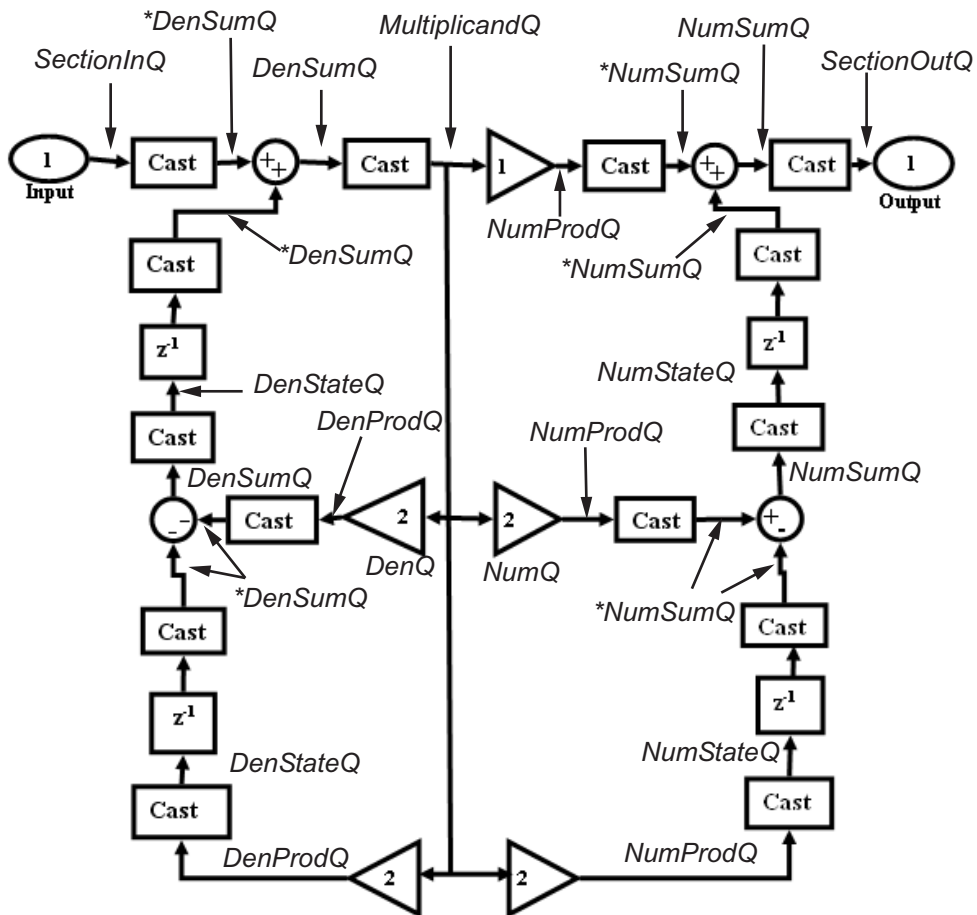 *DenSumQ
MultiplicandQ
NumSumQ
SectionInQ
DenSumQ
*NumSumQ
SectionOutQ
1
Cast
++
Cast
1
Cast
++
Cast
1
Input
Output
NumProdQ
*DenSumQ
*NumSumQ
Cast
Cast
z-1
z-1
DenStateQ
NumStateQ
Cast
DenProdQ
NumProdQ
Cast
DenSumQ
NumSumQ
--
Cast
2
2
Cast
+-
DenQ
NumQ
*DenSumQ
*NumSumQ
Cast
Cast
z-1
z-1
DenStateQ
NumStateQ
Cast
Cast
DenProdQ
NumProdQ
2
2